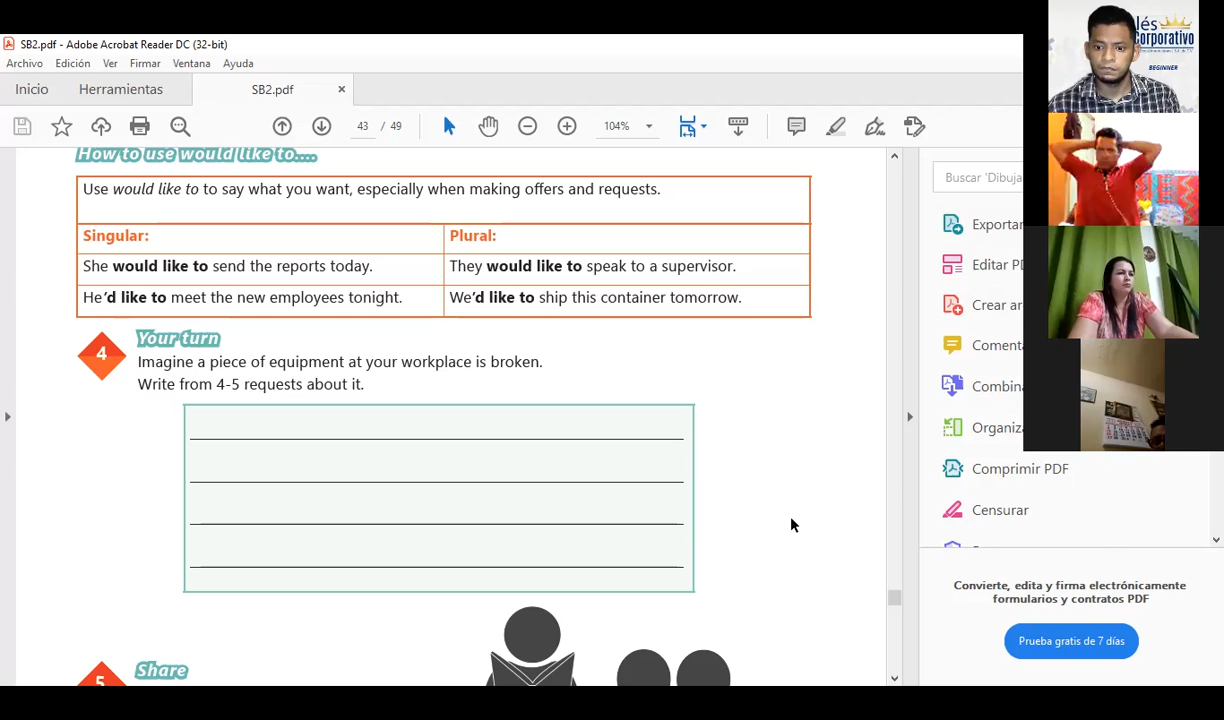 SB2.pdf - Adobe Acrobat Reader DC (32-bit)
Archivo Edición Ver Firmar Ventana Ayuda
Inicio Herramientas SB2.pdf ×
43 / 49 104%
How to use would like to....
Use would like to to say what you want, especially when making offers and requests.
Singular: Plural:
She would like to send the reports today. They would like to speak to a supervisor.
He'd like to meet the new employees tonight. We'd like to ship this container tomorrow.
4 Your turn
Imagine a piece of equipment at your workplace is broken.
Write from 4-5 requests about it.
5 Share
Buscar 'Dibuja
Exportar
Editar PD
Crear ar
Comenta
Combina
Organiza
Comprimir PDF
Censurar
Convierte, edita y firma electrónicamente
formularios y contratos PDF
Prueba gratis de 7 días
lés
Corporativo
BEGINNER